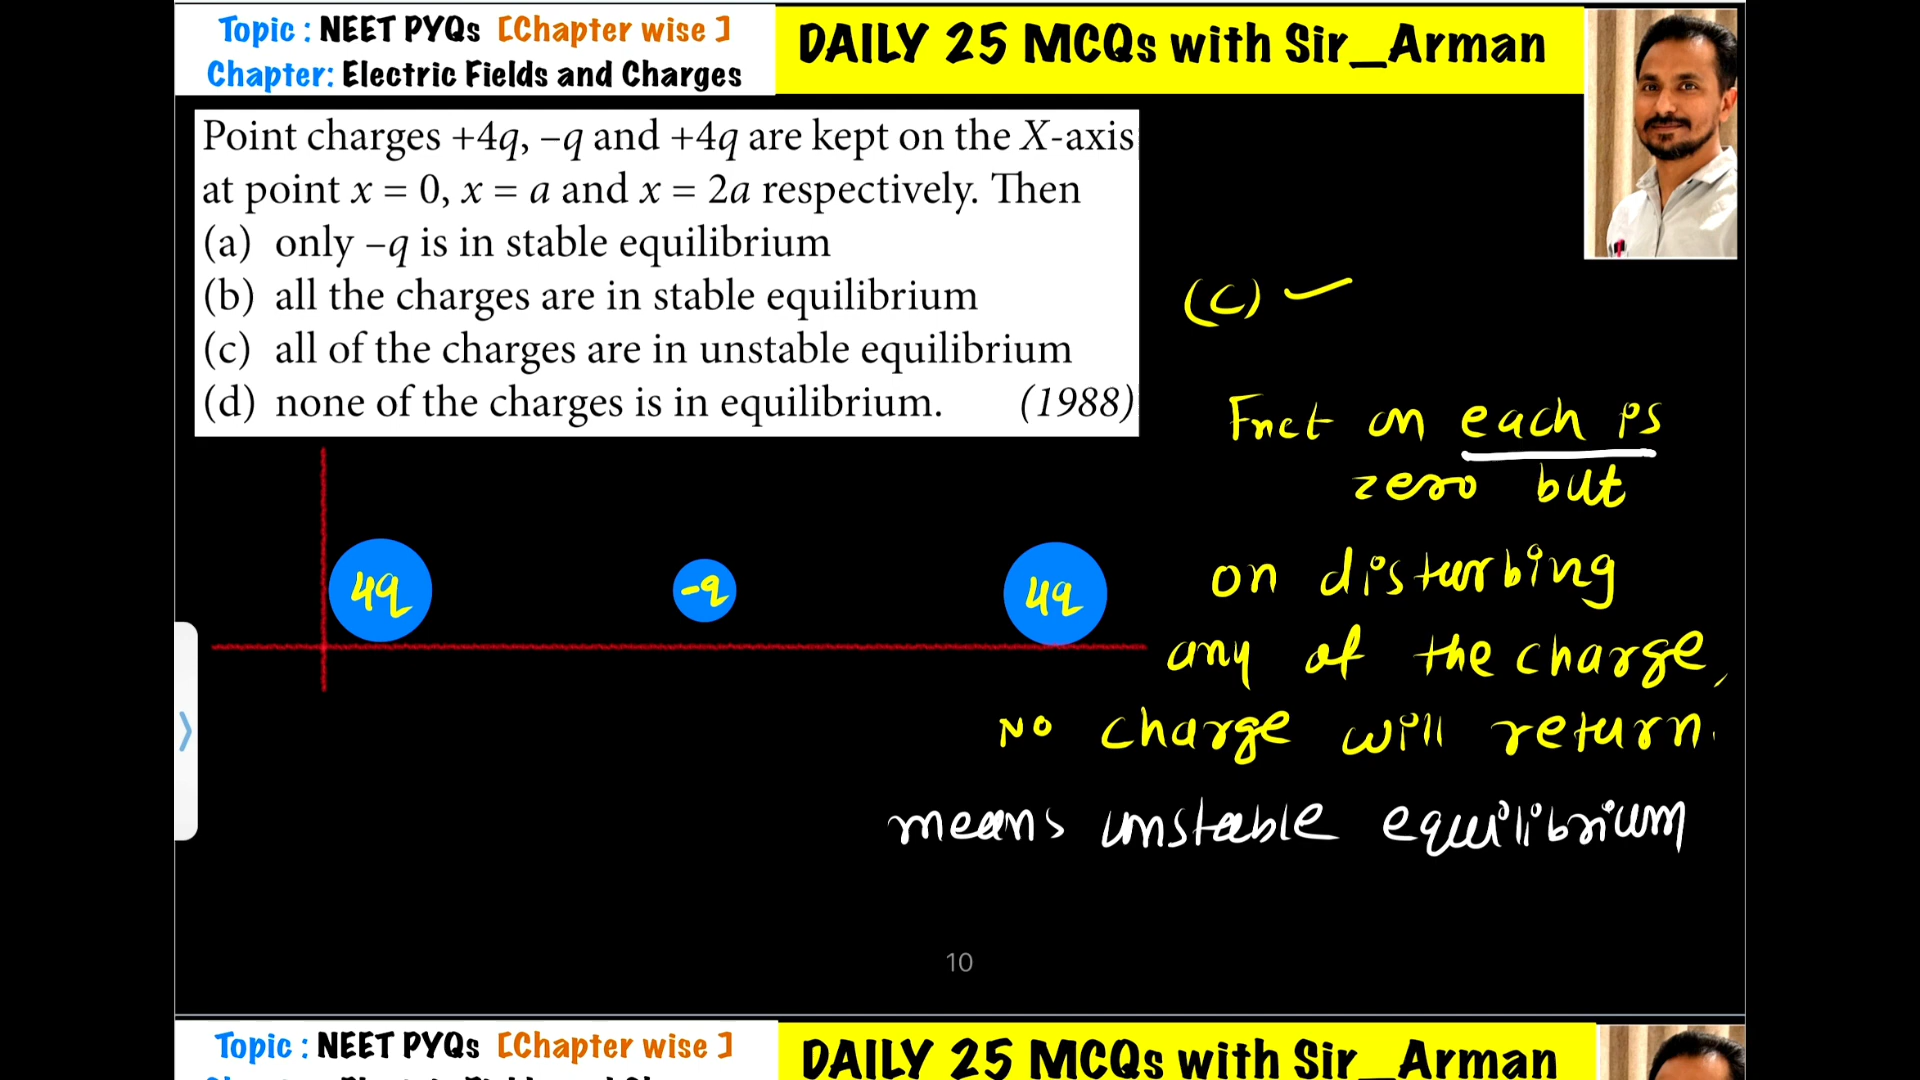 Topic : NEET PYQs [Chapter wise ]
Chapter: Electric Fields and Charges
DAILY 25 MCQs with Sir_Arman
Point charges +4q, –q and +4q are kept on the X-axis
at point x = 0, x = a and x = 2a respectively. Then
(a) only –q is in stable equilibrium
(b) all the charges are in stable equilibrium
(c) all of the charges are in unstable equilibrium
(d) none of the charges is in equilibrium. (1988)
(C) ✓
Fnet on each is
zero but
on disturbing
any of the charge,
No charge will return.
means unstable equilibrium
4q
-q
4q
10
Topic : NEET PYQs [Chapter wise ]
DAILY 25 MCQs with Sir_Arman